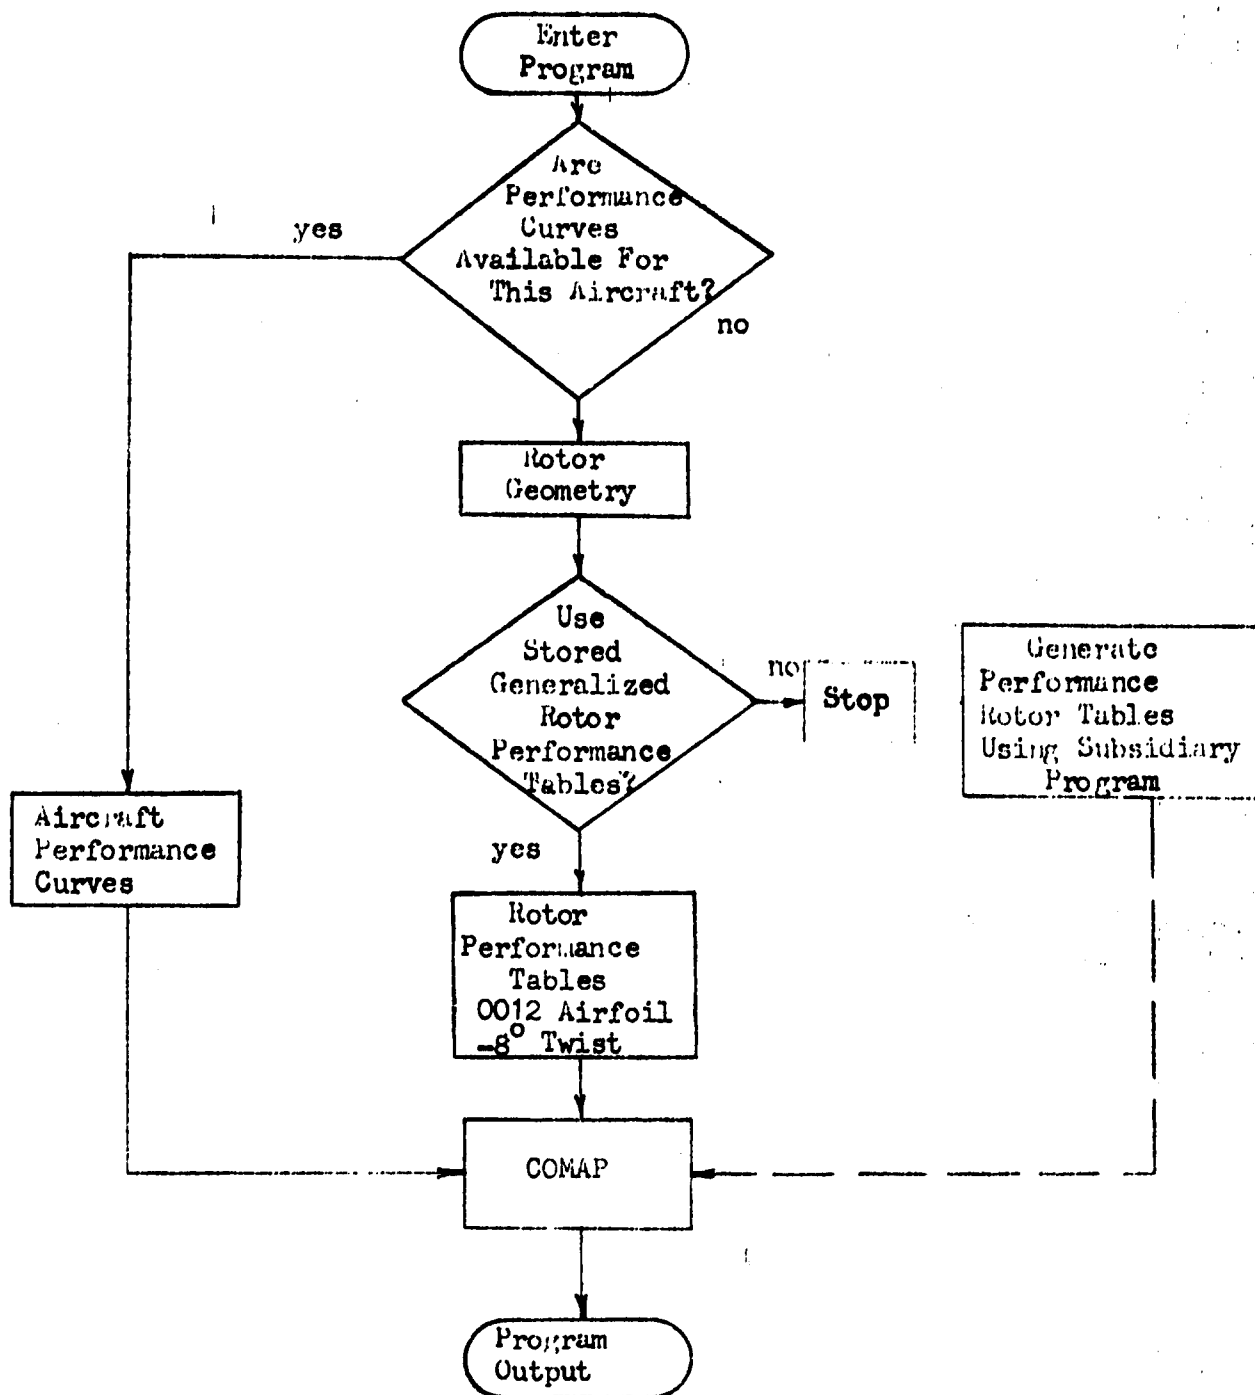 Enter
Program
Are
Performance
Curves
Available For
This Aircraft?
yes
no
Rotor
Geometry
Use
Stored
Generalized
Rotor
Performance
Tables?
no
Stop
Generate
Performance
Rotor Tables
Using Subsidiary
Program
yes
Aircraft
Performance
Curves
Rotor
Performance
Tables
0012 Airfoil
-8° Twist
COMAP
Program
Output